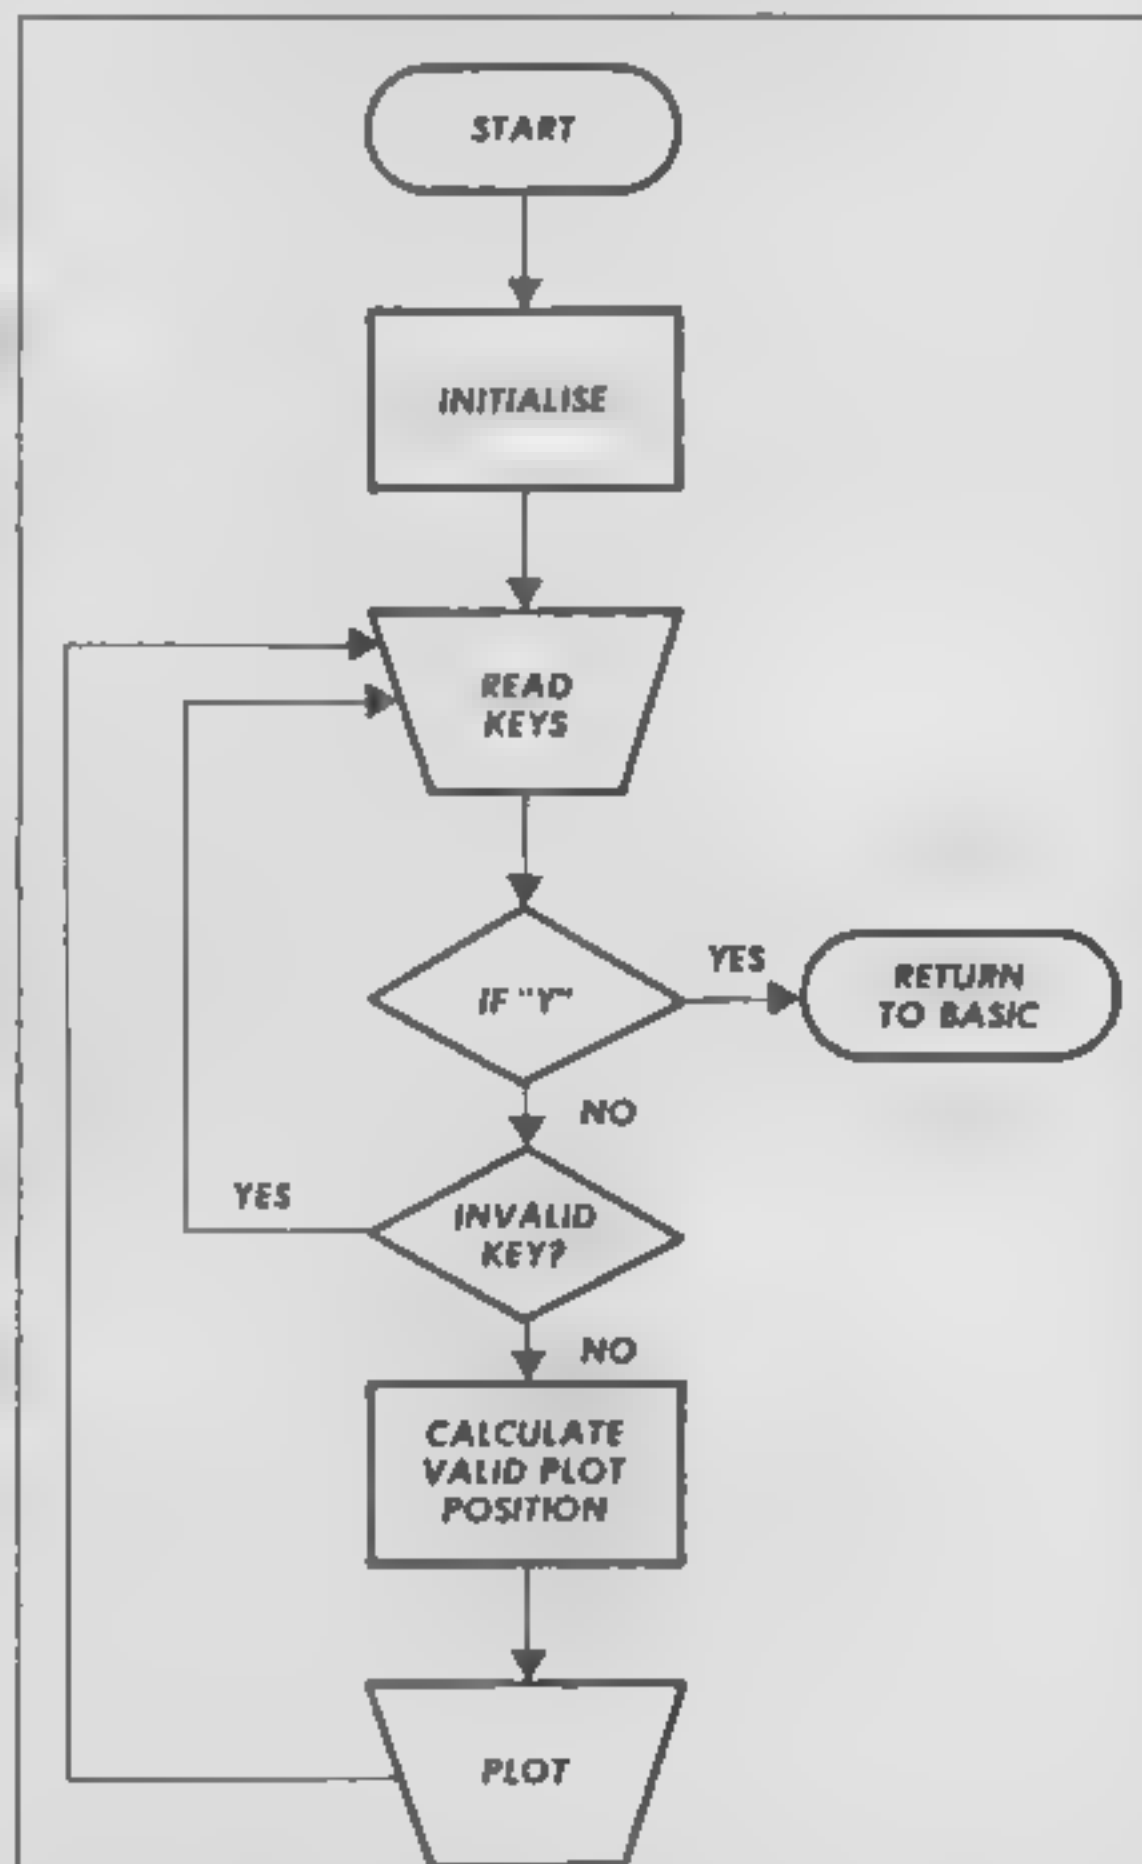 START
INITIALISE
READ
KEYS
IF "Y"
YES
RETURN
TO BASIC
NO
INVALID
KEY?
YES
NO
CALCULATE
VALID PLOT
POSITION
PLOT